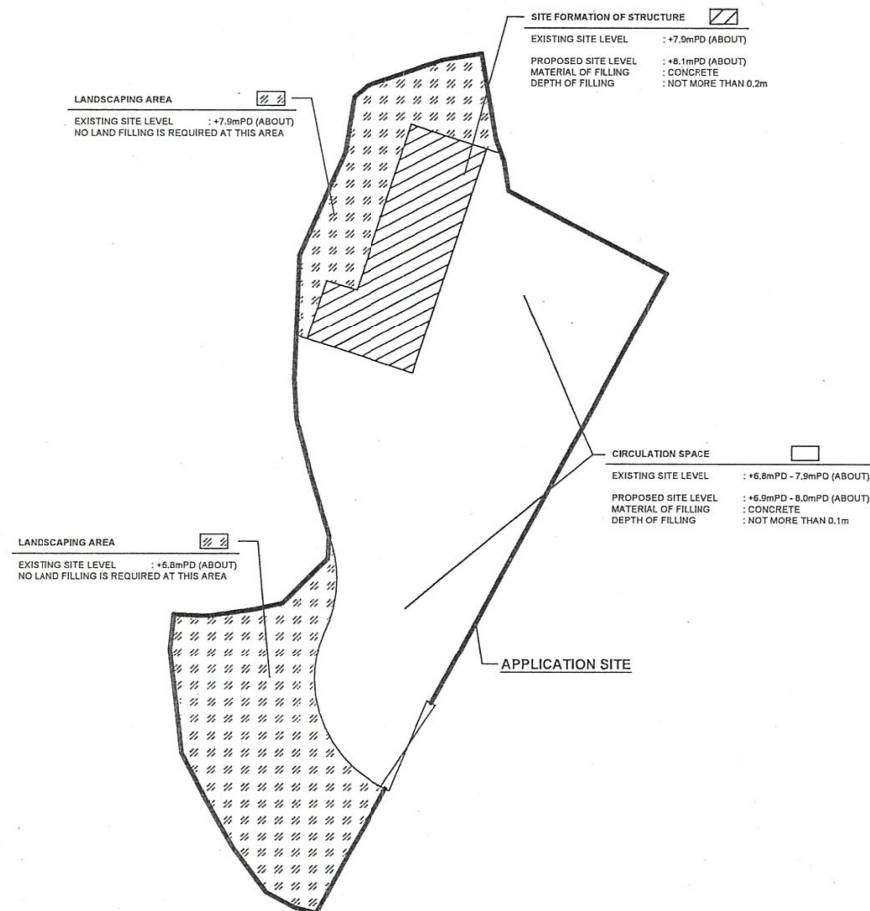 SITE FORMATION OF STRUCTURE
EXISTING SITE LEVEL : +7.9mPD (ABOUT)
PROPOSED SITE LEVEL : +8.1mPD (ABOUT)
MATERIAL OF FILLING : CONCRETE
DEPTH OF FILLING : NOT MORE THAN 0.2m
LANDSCAPING AREA
EXISTING SITE LEVEL : +7.9mPD (ABOUT)
NO LAND FILLING IS REQUIRED AT THIS AREA
CIRCULATION SPACE
EXISTING SITE LEVEL : +6.8mPD - 7.9mPD (ABOUT)
PROPOSED SITE LEVEL : +6.9mPD - 8.0mPD (ABOUT)
MATERIAL OF FILLING : CONCRETE
DEPTH OF FILLING : NOT MORE THAN 0.1m
LANDSCAPING AREA
EXISTING SITE LEVEL : +6.8mPD (ABOUT)
NO LAND FILLING IS REQUIRED AT THIS AREA
APPLICATION SITE